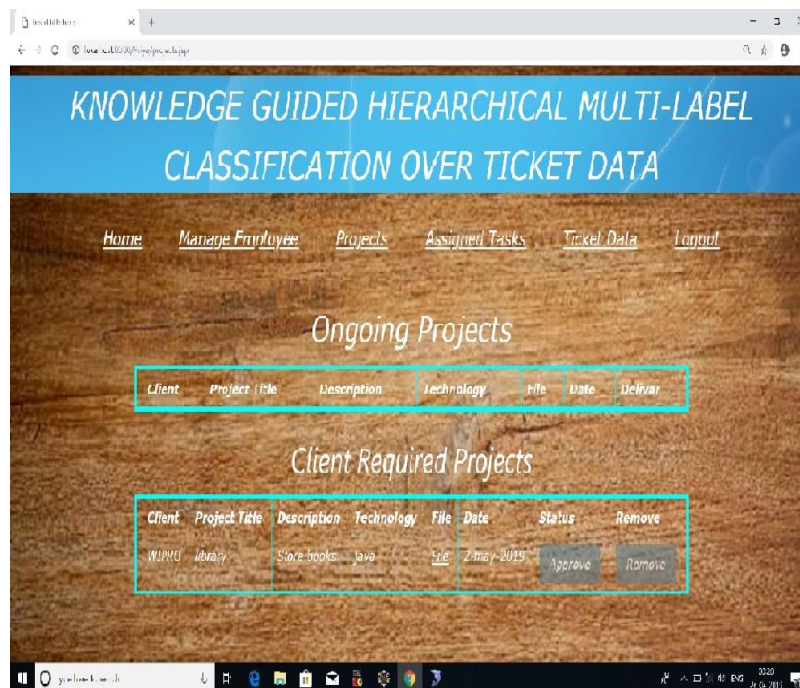 KNOWLEDGE GUIDED HIERARCHICAL MULTI-LABEL
CLASSIFICATION OVER TICKET DATA
Home Manage Employee Projects Assigned Tasks Ticket Data Logout
Ongoing Projects
Client Project Title Description Technology File Date Delivar
Client Required Projects
Client Project Title Description Technology File Date Status Remove
WIPRO library Store books java File 2-may-2019 Approve Remove
ENG